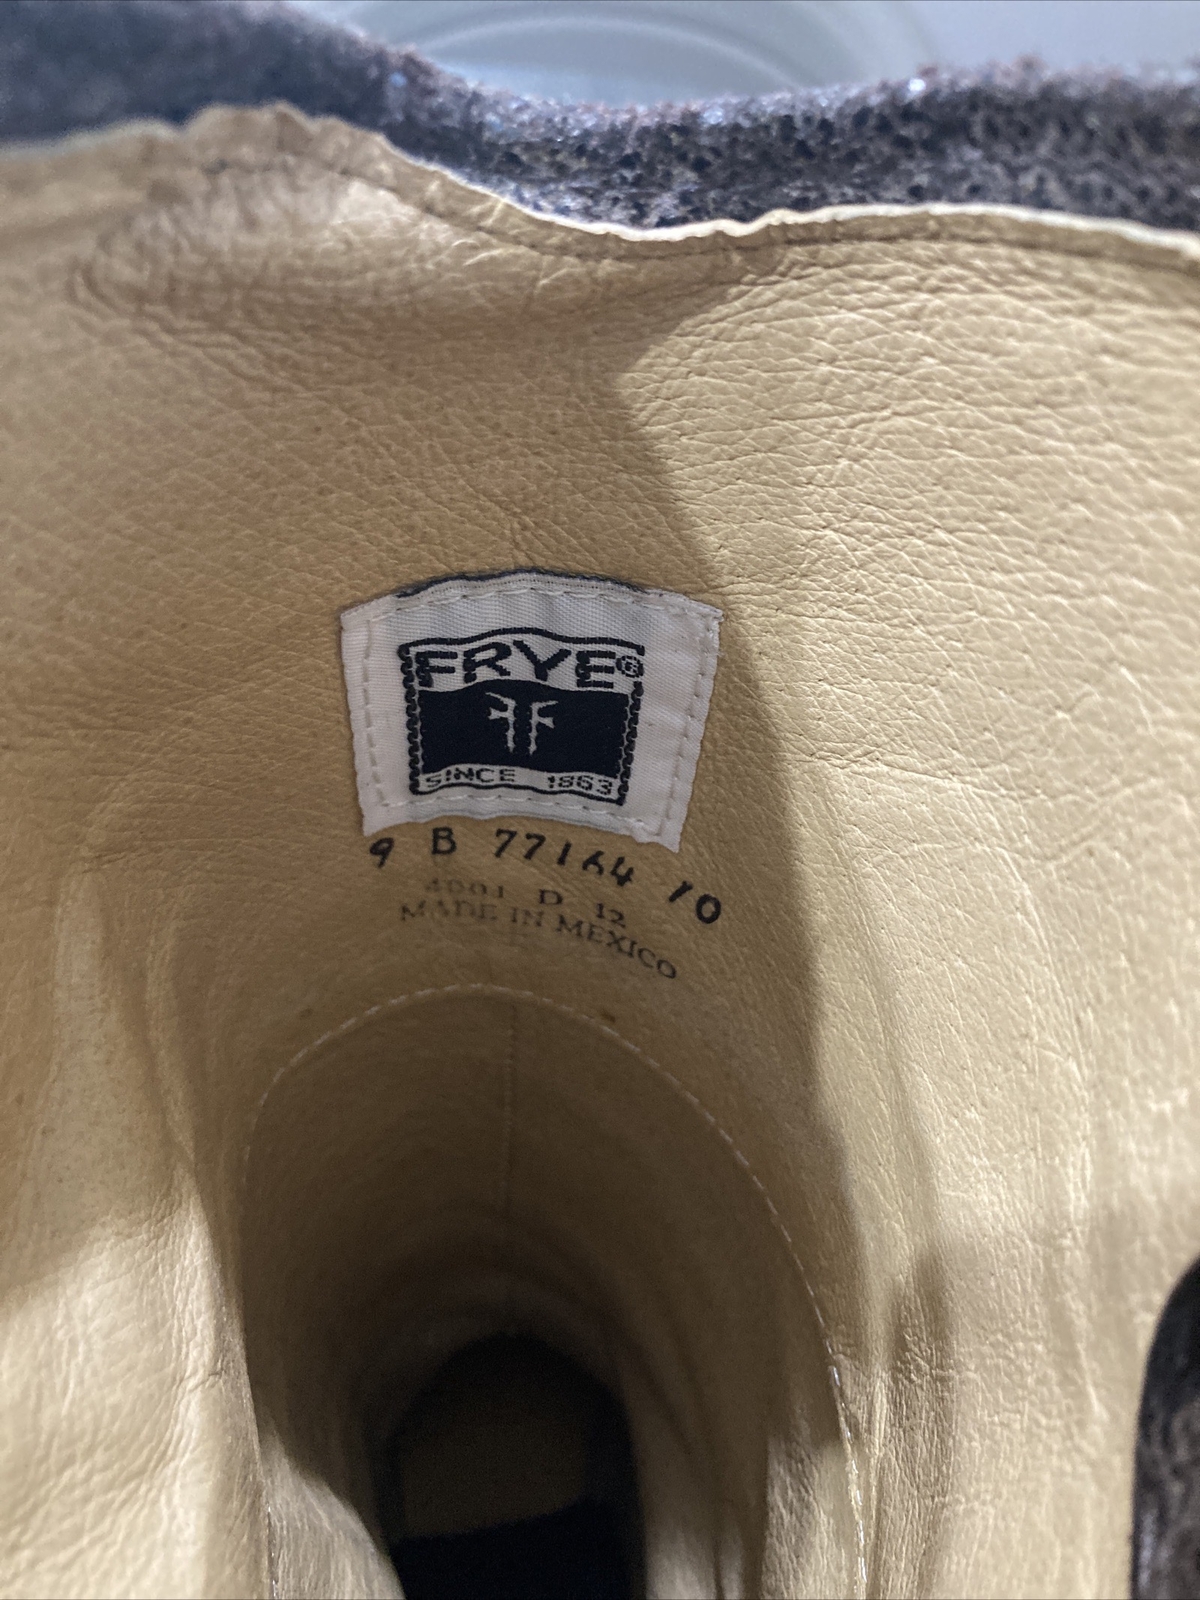 FRYE®
SINCE 1863
9 B 77164 10
4001 D 12
MADE IN MEXICO